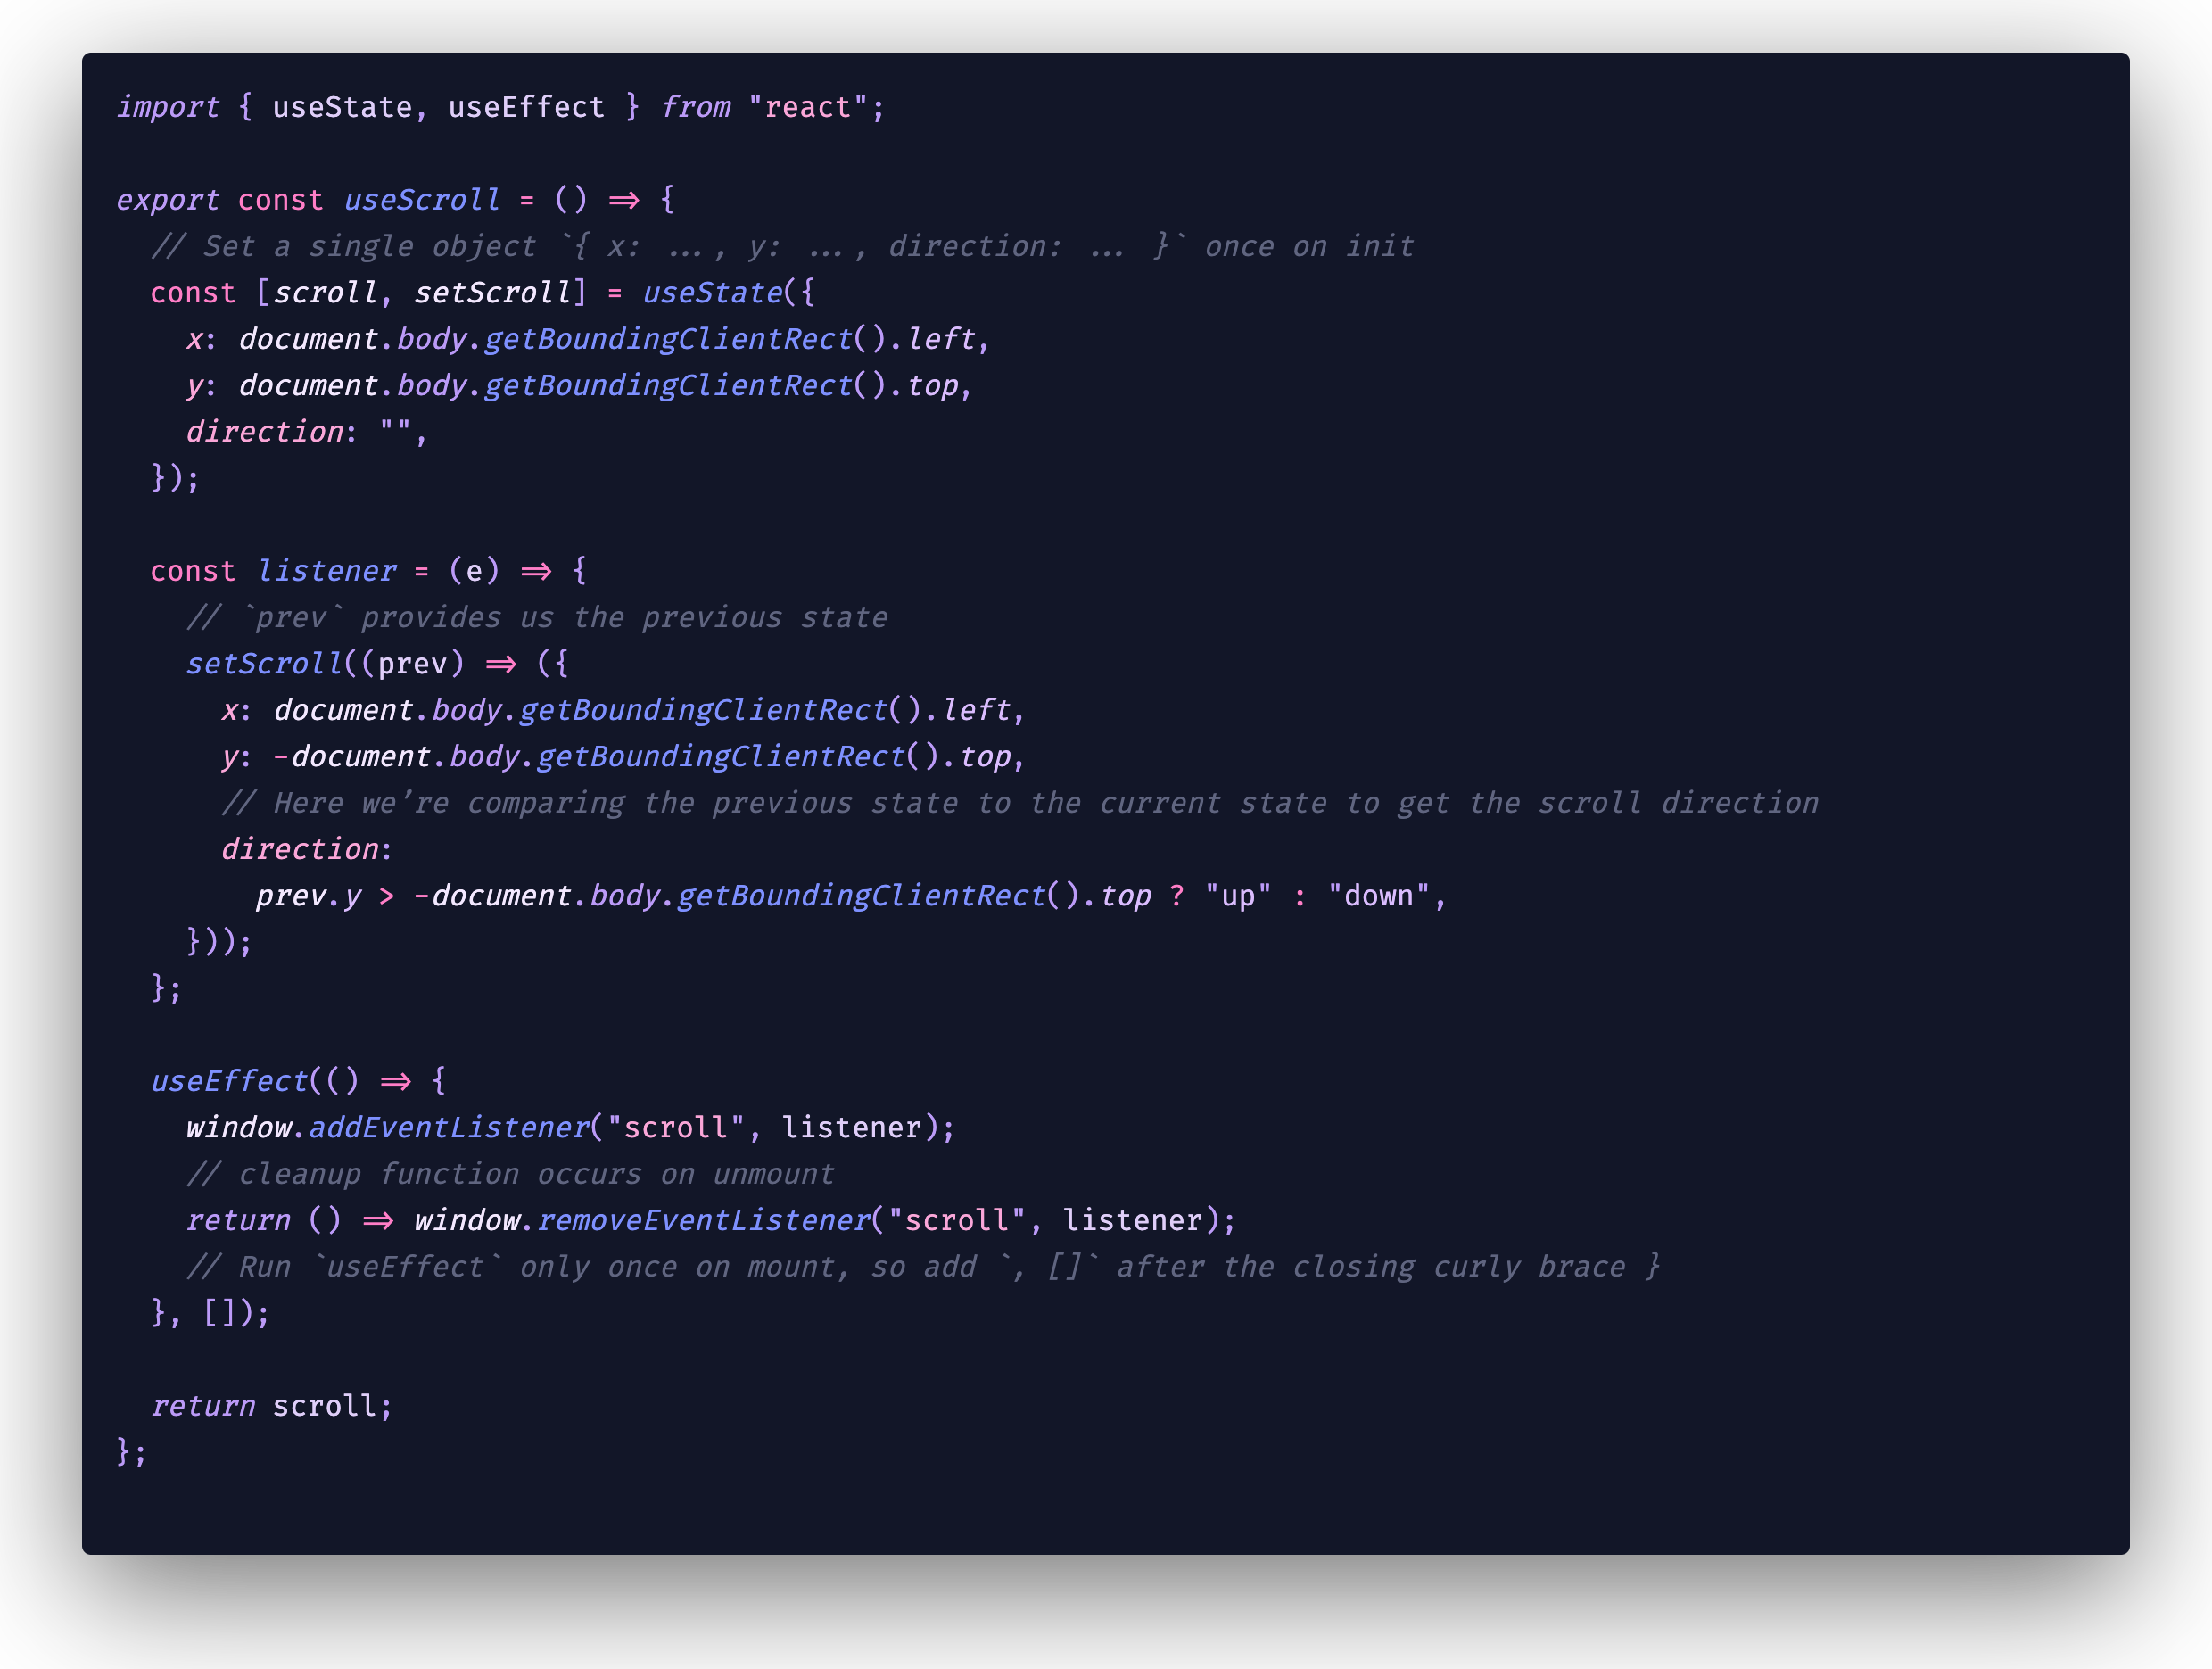 import { useState, useEffect } from "react";

export const useScroll = () => {
  // Set a single object `{ x: ..., y: ..., direction: ... }` once on init
  const [scroll, setScroll] = useState({
    x: document.body.getBoundingClientRect().left,
    y: document.body.getBoundingClientRect().top,
    direction: "",
  });

  const listener = (e) => {
    // `prev` provides us the previous state
    setScroll((prev) => ({
      x: document.body.getBoundingClientRect().left,
      y: -document.body.getBoundingClientRect().top,
      // Here we’re comparing the previous state to the current state to get the scroll direction
      direction:
        prev.y > -document.body.getBoundingClientRect().top ? "up" : "down",
    }));
  };

  useEffect(() => {
    window.addEventListener("scroll", listener);
    // cleanup function occurs on unmount
    return () => window.removeEventListener("scroll", listener);
    // Run `useEffect` only once on mount, so add `, []` after the closing curly brace }
  }, []);

  return scroll;
};